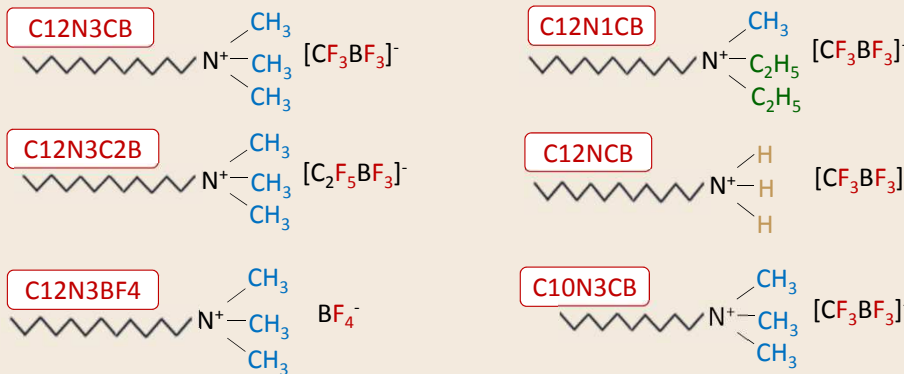 C12N3CB
N⁺
CH₃
CH₃
CH₃
[CF₃BF₃]⁻
C12N1CB
N⁺
CH₃
C₂H₅
C₂H₅
[CF₃BF₃]⁻
C12N3C2B
N⁺
CH₃
CH₃
CH₃
[C₂F₅BF₃]⁻
C12NCB
N⁺
H
H
H
[CF₃BF₃]
C12N3BF4
N⁺
CH₃
CH₃
CH₃
BF₄⁻
C10N3CB
N⁺
CH₃
CH₃
CH₃
[CF₃BF₃]⁻